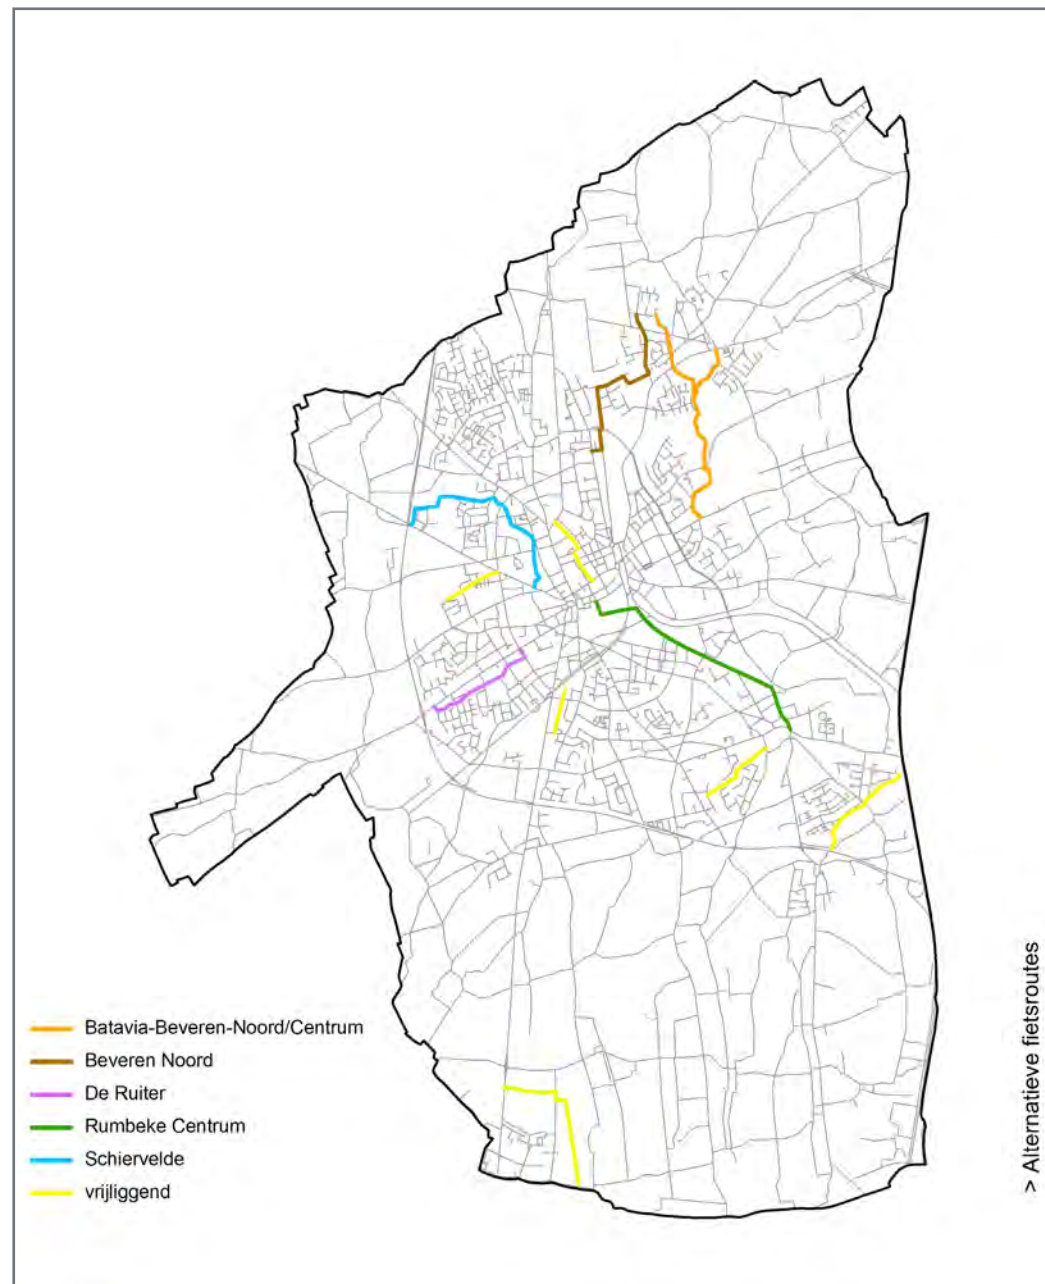 Batavia-Beveren-Noord/Centrum
Beveren Noord
De Ruiter
Rumbeke Centrum
Schiervelde
vrijliggend
> Alternatieve fietsroutes